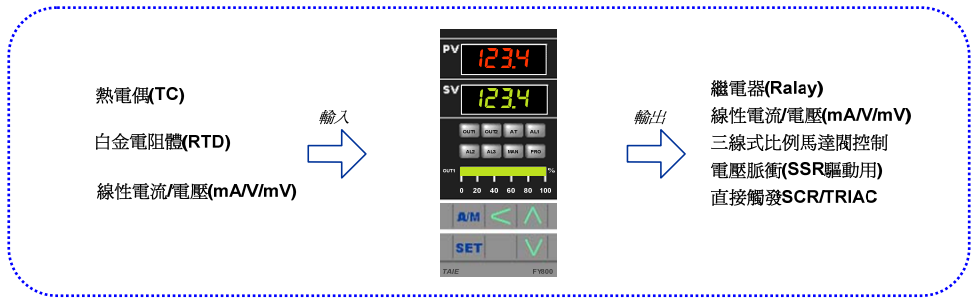 熱電偶(TC)
白金電阻體(RTD)
線性電流/電壓(mA/V/mV)
輸入
PV
123.4
SV
123.4
OUT1 OUT2 AT AL1
AL2 AL3 MAN PRO
OUT1 %
0 20 40 60 80 100
A/M
SET
TAIE FY800
輸出
繼電器(Ralay)
線性電流/電壓(mA/V/mV)
三線式比例馬達閥控制
電壓脈衝(SSR驅動用)
直接觸發SCR/TRIAC